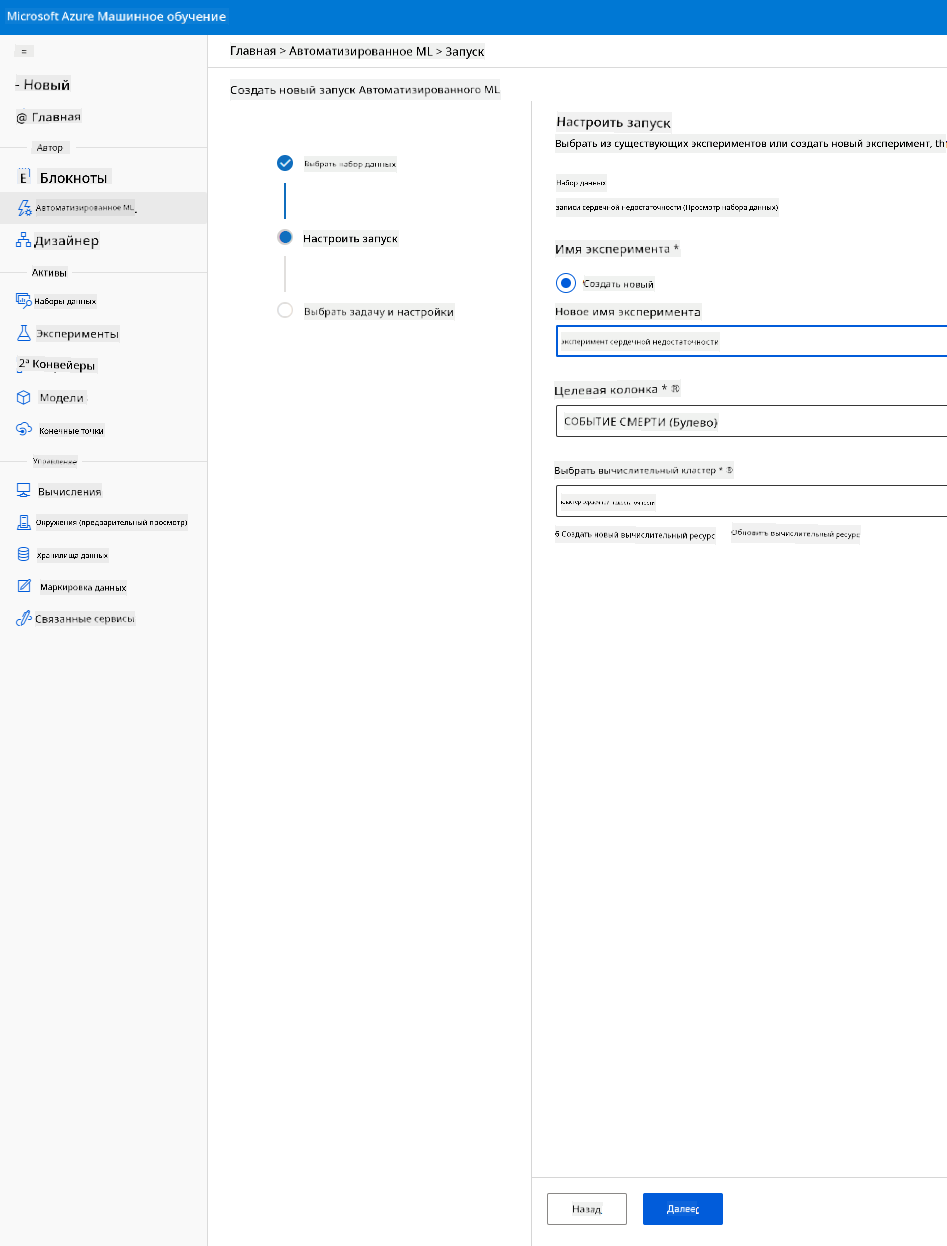 Microsoft Azure Машинное обучение
=
- Новый
@ Главная
Автор
E Блокноты
Автоматизированное ML
Дизайнер
Активы
Наборы данных
Эксперименты
2ª Конвейеры
Модели
Конечные точки
Управление
Вычисления
Окружения (предварительный просмотр)
Хранилища данных
Маркировка данных
Связанные сервисы
Главная > Автоматизированное ML > Запуск
Создать новый запуск Автоматизированного ML
Выбрать набор данных
Настроить запуск
Выбрать задачу и настройки
Настроить запуск
Выбрать из существующих экспериментов или создать новый эксперимент,
Набор данных
записи сердечной недостаточности (Просмотр набора данных)
Имя эксперимента *
Создать новый
Новое имя эксперимента
эксперимент сердечной недостаточности
Целевая колонка * ®
СОБЫТИЕ СМЕРТИ (Булево)
Выбрать вычислительный кластер * ®
6 Создать новый вычислительный ресурс
Обновить вычислительный ресурс
Назад
Далее